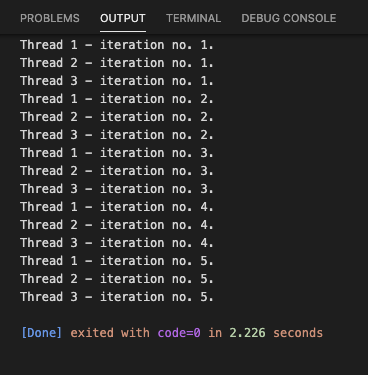 PROBLEMS OUTPUT TERMINAL DEBUG CONSOLE
Thread 1 – iteration no. 1.
Thread 2 – iteration no. 1.
Thread 3 – iteration no. 1.
Thread 1 – iteration no. 2.
Thread 2 – iteration no. 2.
Thread 3 – iteration no. 2.
Thread 1 – iteration no. 3.
Thread 2 – iteration no. 3.
Thread 3 – iteration no. 3.
Thread 1 – iteration no. 4.
Thread 2 – iteration no. 4.
Thread 3 – iteration no. 4.
Thread 1 – iteration no. 5.
Thread 2 – iteration no. 5.
Thread 3 – iteration no. 5.
[Done] exited with code=0 in 2.226 seconds